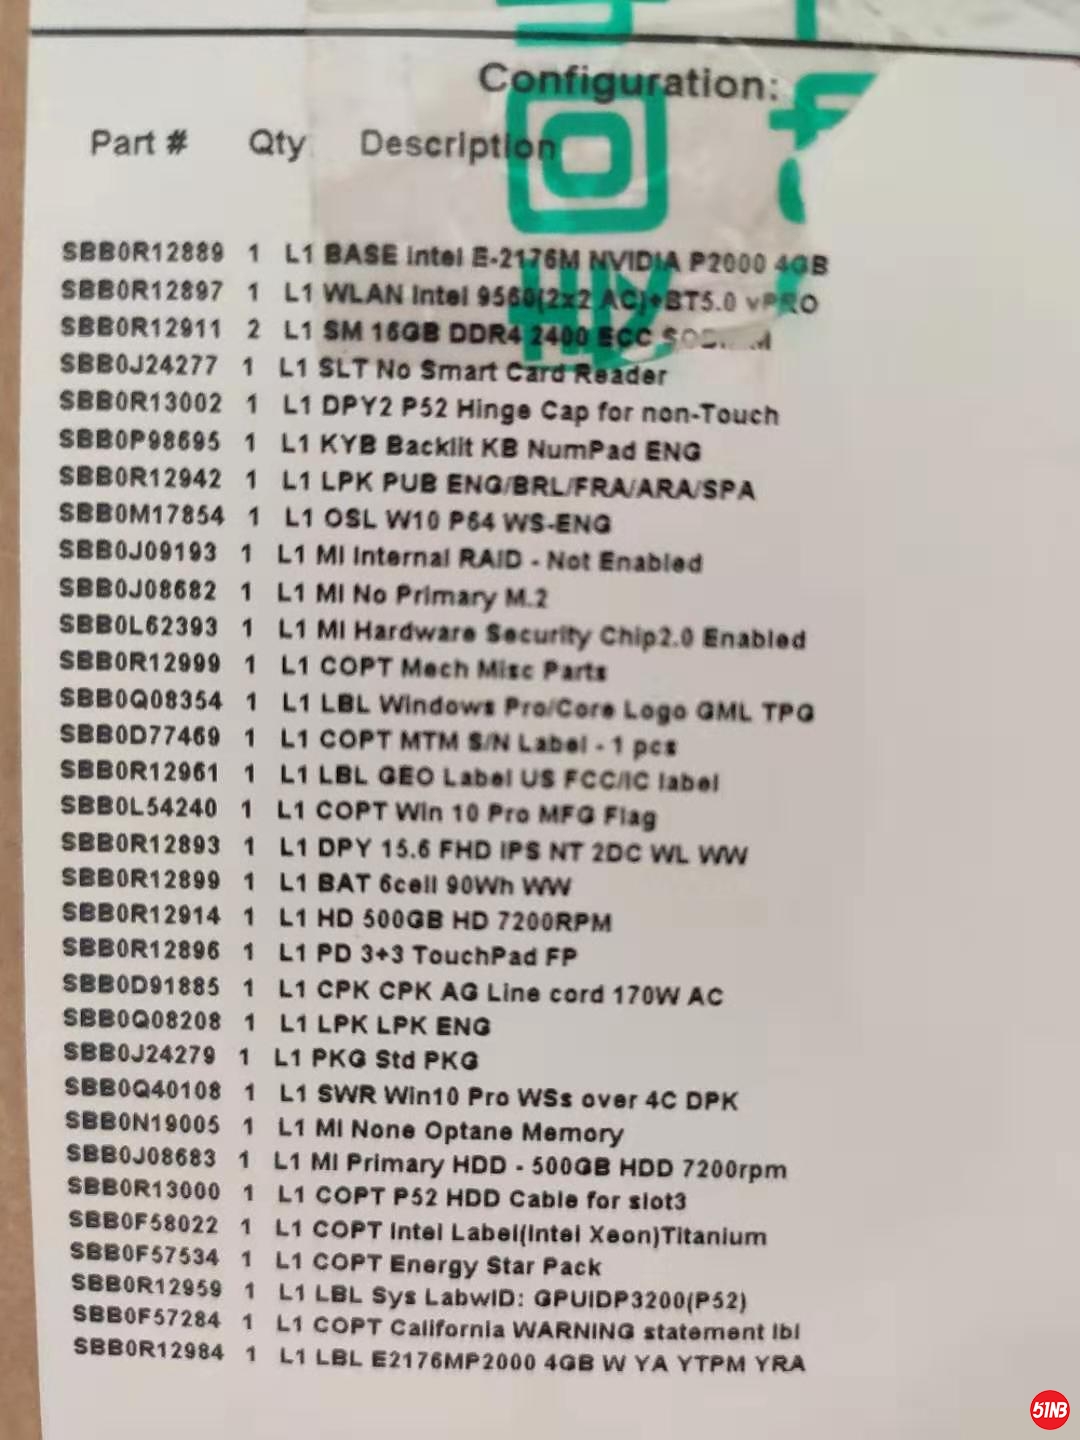 Configuration:
Part # Qty Description
SBB0R12889 1 L1 BASE Intel E-2176M NVIDIA P2000 4GB
SBB0R12897 1 L1 WLAN Intel 9560(2x2 AC)+BT5.0 vPRO
SBB0R12911 2 L1 SM 16GB DDR4 2400 ECC
SBB0J24277 1 L1 SLT No Smart Card Reader
SBB0R13002 1 L1 DPY2 P52 Hinge Cap for non-Touch
SBB0P98695 1 L1 KYB Backlit KB NumPad ENG
SBB0R12942 1 L1 LPK PUB ENG/BRL/FRA/ARA/SPA
SBB0M17854 1 L1 OSL W10 P64 WS-ENG
SBB0J09193 1 L1 MI Internal RAID - Not Enabled
SBB0J08682 1 L1 MI No Primary M.2
SBB0L62393 1 L1 MI Hardware Security Chip2.0 Enabled
SBB0R12999 1 L1 COPT Mech Misc Parts
SBB0Q08354 1 L1 LBL Windows Pro/Core Logo GML TPG
SBB0D77469 1 L1 COPT MTM S/N Label - 1 pcs
SBB0R12961 1 L1 LBL GEO Label US FCC/IC label
SBB0L54240 1 L1 COPT Win 10 Pro MFG Flag
SBB0R12893 1 L1 DPY 15.6 FHD IPS NT 2DC WL WW
SBB0R12899 1 L1 BAT 6cell 90Wh WW
SBB0R12914 1 L1 HD 500GB HD 7200RPM
SBB0R12896 1 L1 PD 3+3 TouchPad FP
SBB0D91885 1 L1 CPK CPK AG Line cord 170W AC
SBB0Q08208 1 L1 LPK LPK ENG
SBB0J24279 1 L1 PKG Std PKG
SBB0Q40108 1 L1 SWR Win10 Pro WSs over 4C DPK
SBB0N19005 1 L1 MI None Optane Memory
SBB0J08683 1 L1 MI Primary HDD - 500GB HDD 7200rpm
SBB0R13000 1 L1 COPT P52 HDD Cable for slot3
SBB0F58022 1 L1 COPT Intel Label(Intel Xeon)Titanium
SBB0F57534 1 L1 COPT Energy Star Pack
SBB0R12959 1 L1 LBL Sys LabwID: GPUIDP3200(P52)
SBB0F57284 1 L1 COPT California WARNING statement lbl
SBB0R12984 1 L1 LBL E2176MP2000 4GB W YA YTPM YRA
51NB